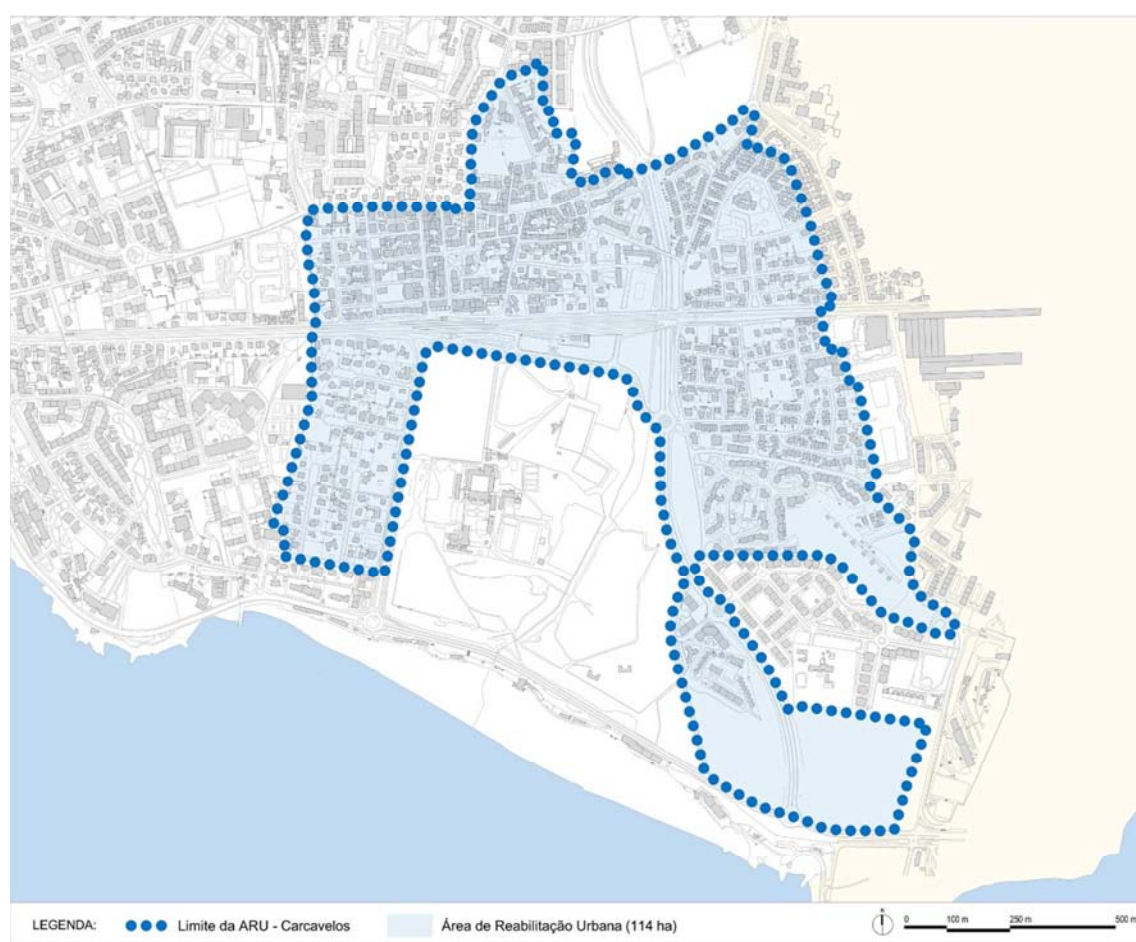 LEGENDA:
Limite da ARU - Carcavelos
Área de Reabilitação Urbana (114 ha)
0 100 m 250 m 500 m